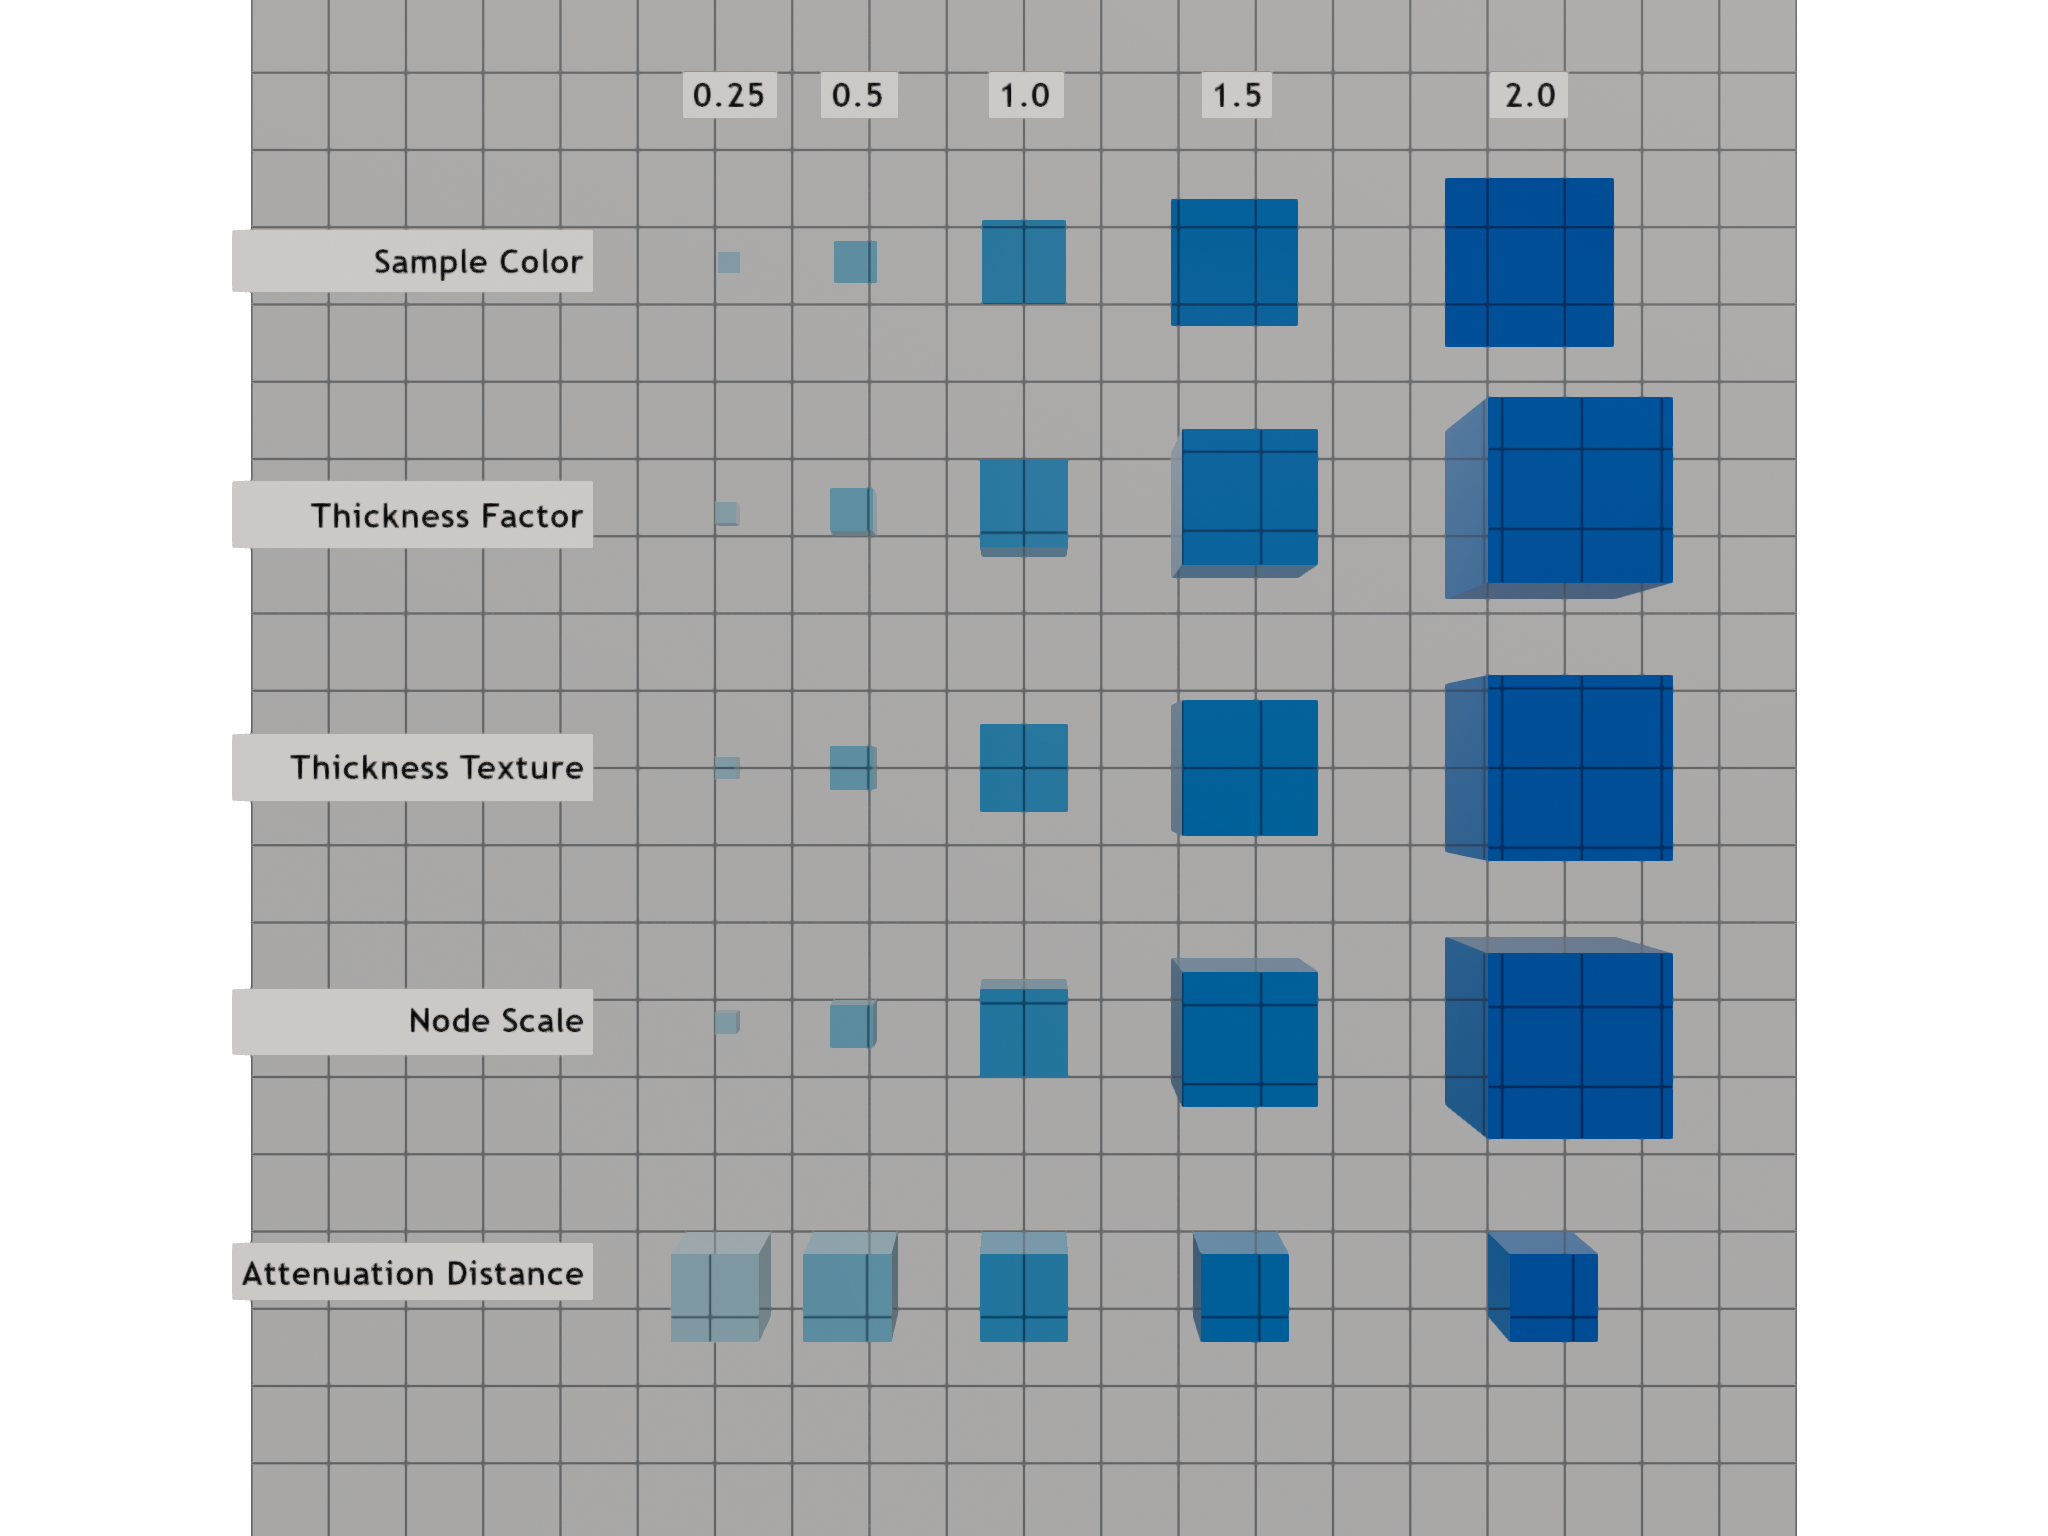 0.25 0.5 1.0 1.5 2.0
Sample Color
Thickness Factor
Thickness Texture
Node Scale
Attenuation Distance